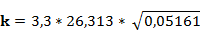 k = 3,3 * 26,313 * √0,05161